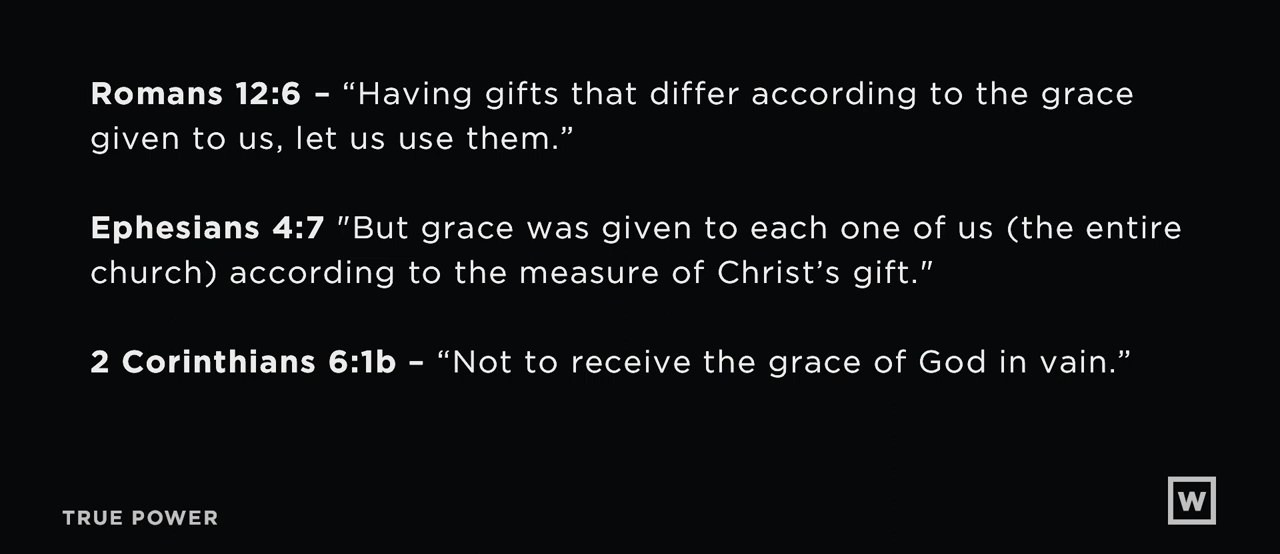 Romans 12:6 – “Having gifts that differ according to the grace
given to us, let us use them.”
Ephesians 4:7 "But grace was given to each one of us (the entire
church) according to the measure of Christ’s gift."
2 Corinthians 6:1b – “Not to receive the grace of God in vain.”
TRUE POWER
W